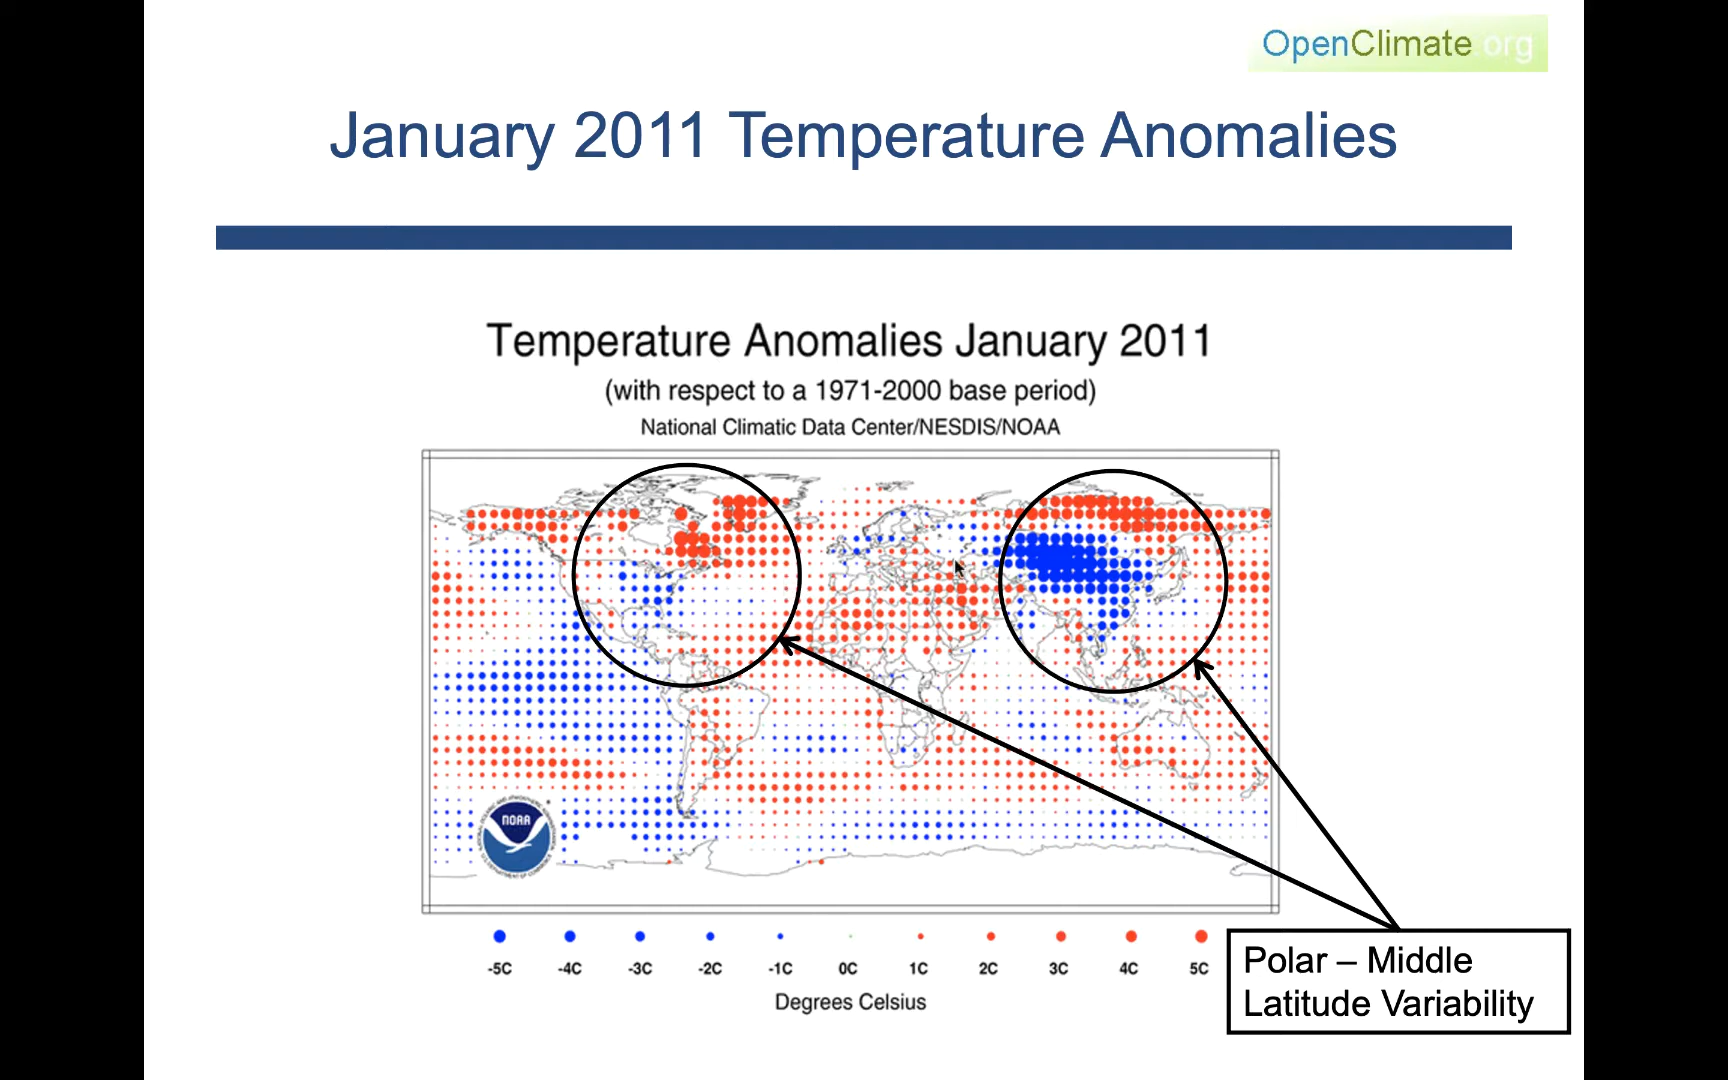 OpenClimate.org
January 2011 Temperature Anomalies
Temperature Anomalies January 2011
(with respect to a 1971-2000 base period)
National Climatic Data Center/NESDIS/NOAA
NOAA
-5C -4C -3C -2C -1C 0C 1C 2C 3C 4C 5C
Degrees Celsius
Polar – Middle
Latitude Variability